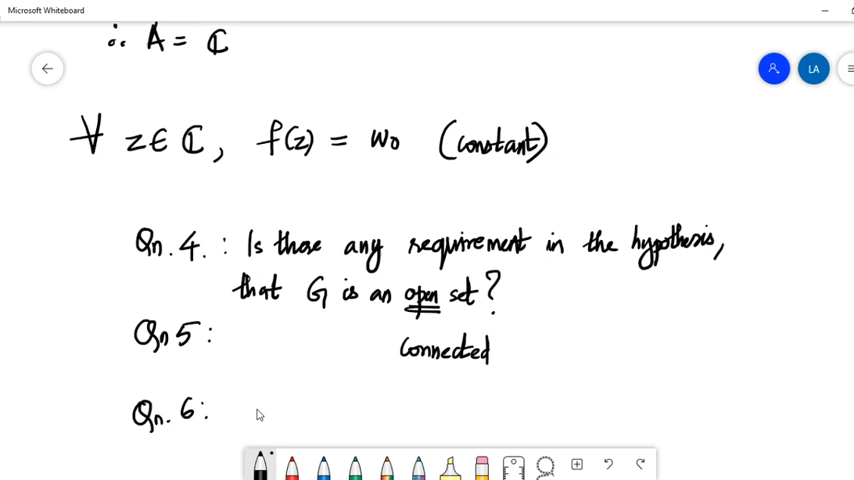 Microsoft Whiteboard
∴ A = ℂ
LA
∀ z∈ ℂ, f(z) = w₀ (constant)
Qn. 4. : Is there any requirement in the hypothesis,
that G is an open set?
Qn 5 :
connected
Qn. 6 :